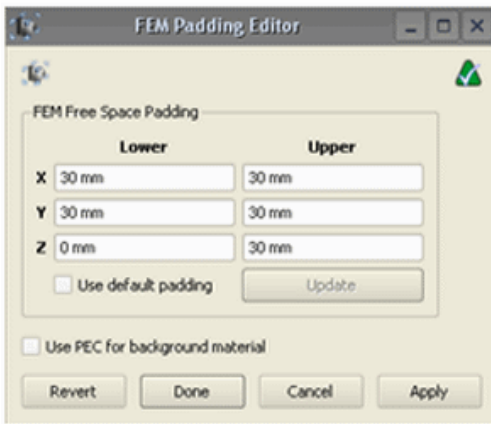 FEM Padding Editor
FEM Free Space Padding
Lower Upper
X 30 mm 30 mm
Y 30 mm 30 mm
Z 0 mm 30 mm
Use default padding Update
Use PEC for background material
Revert Done Cancel Apply